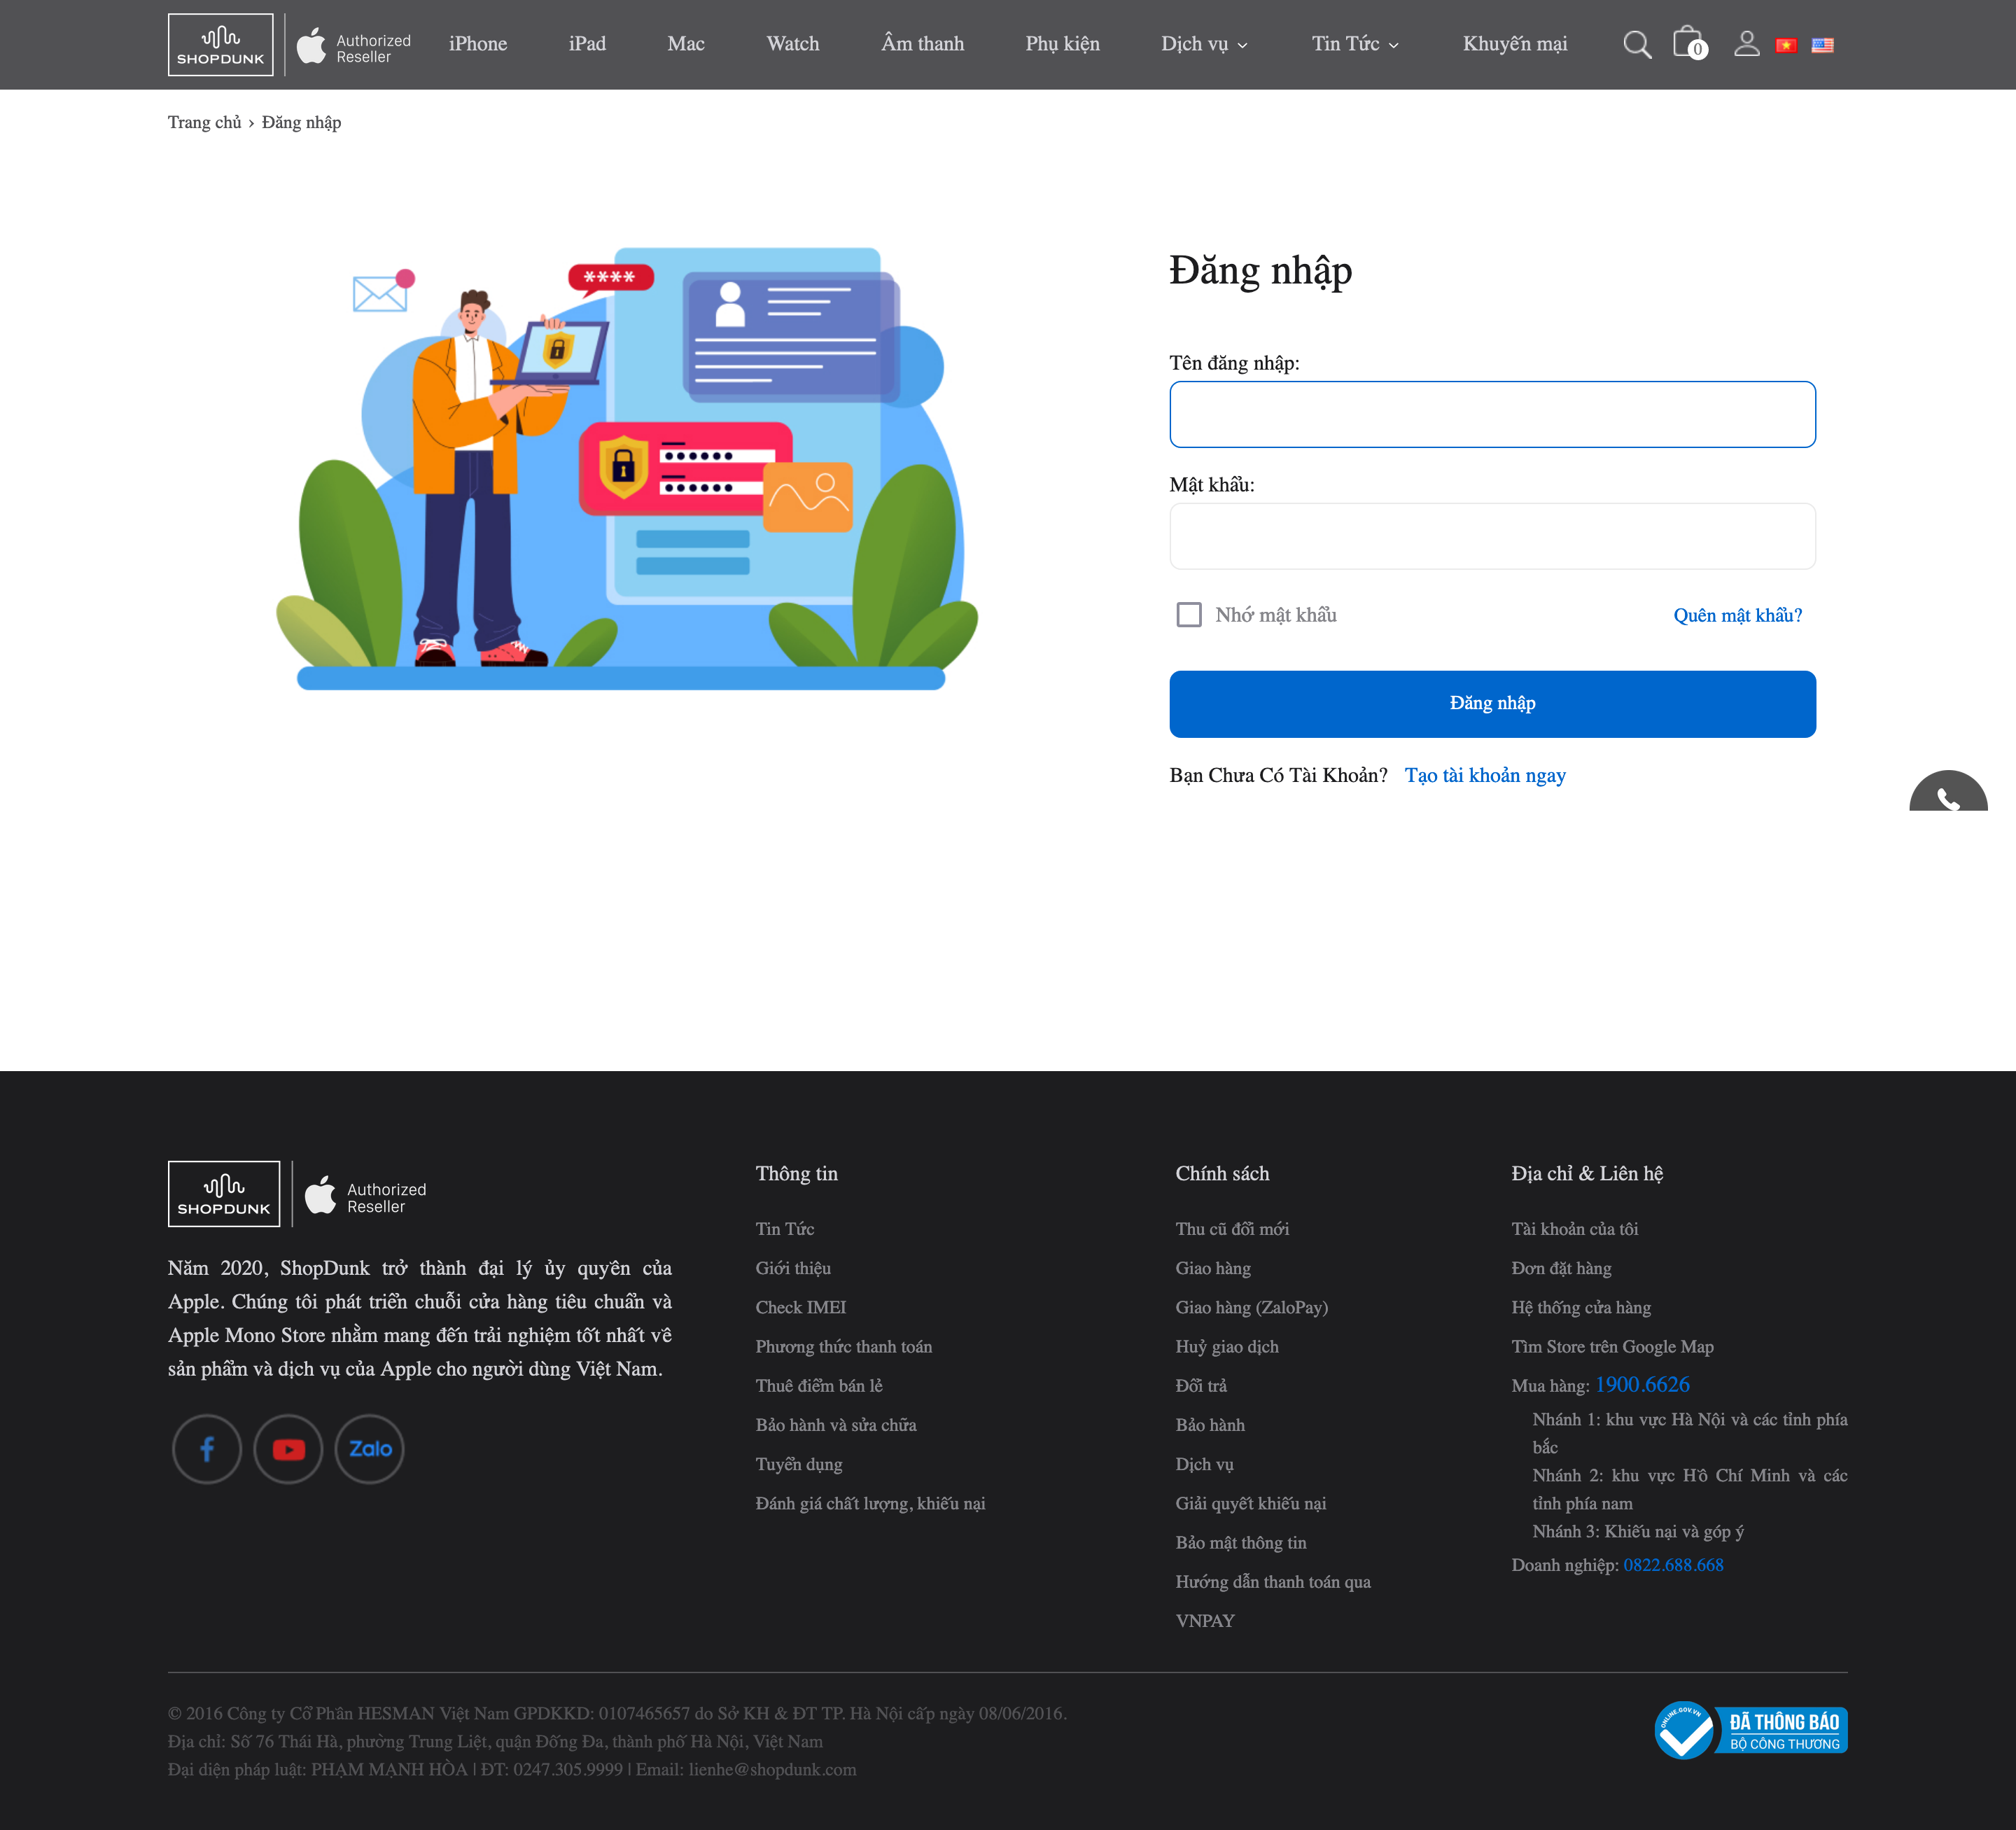 SHOPDUNK
Authorized
Reseller
iPhone
iPad
Mac
Watch
Âm thanh
Phụ kiện
Dịch vụ
Tin Tức
Khuyến mại
0
Trang chủ › Đăng nhập
****
Đăng nhập
Tên đăng nhập:
Mật khẩu:
Nhớ mật khẩu
Quên mật khẩu?
Đăng nhập
Bạn Chưa Có Tài Khoản? Tạo tài khoản ngay
SHOPDUNK
Authorized
Reseller
Năm 2020, ShopDunk trở thành đại lý ủy quyền của
Apple. Chúng tôi phát triển chuỗi cửa hàng tiêu chuẩn và
Apple Mono Store nhằm mang đến trải nghiệm tốt nhất về
sản phẩm và dịch vụ của Apple cho người dùng Việt Nam.
Zalo
Thông tin
Tin Tức
Giới thiệu
Check IMEI
Phương thức thanh toán
Thuê điểm bán lẻ
Bảo hành và sửa chữa
Tuyển dụng
Đánh giá chất lượng, khiếu nại
Chính sách
Thu cũ đổi mới
Giao hàng
Giao hàng (ZaloPay)
Huỷ giao dịch
Đổi trả
Bảo hành
Dịch vụ
Giải quyết khiếu nại
Bảo mật thông tin
Hướng dẫn thanh toán qua
VNPAY
Địa chỉ & Liên hệ
Tài khoản của tôi
Đơn đặt hàng
Hệ thống cửa hàng
Tìm Store trên Google Map
Mua hàng: 1900.6626
Nhánh 1: khu vực Hà Nội và các tỉnh phía
bắc
Nhánh 2: khu vực Hồ Chí Minh và các
tỉnh phía nam
Nhánh 3: Khiếu nại và góp ý
Doanh nghiệp: 0822.688.668
© 2016 Công ty Cổ Phần HESMAN Việt Nam GPDKKD: 0107465657 do Sở KH & ĐT TP. Hà Nội cấp ngày 08/06/2016.
Địa chỉ: Số 76 Thái Hà, phường Trung Liệt, quận Đống Đa, thành phố Hà Nội, Việt Nam
Đại diện pháp luật: PHẠM MẠNH HÒA | ĐT: 0247.305.9999 | Email: lienhe@shopdunk.com
ONLINE.GOV.VN
ĐÃ THÔNG BÁO
BỘ CÔNG THƯƠNG